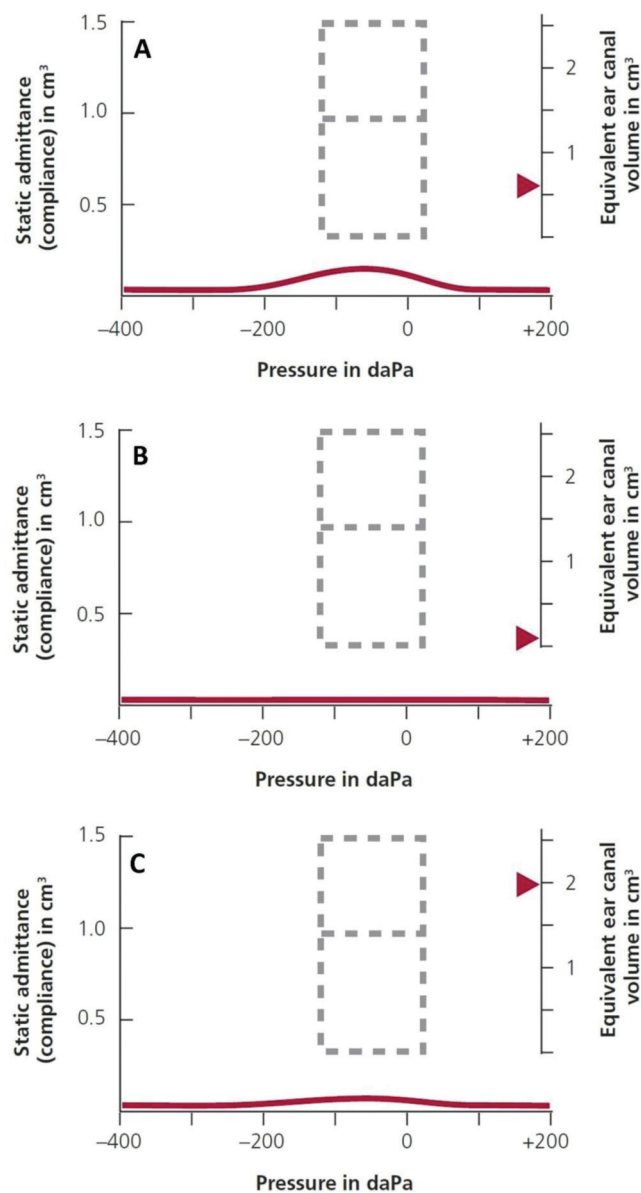 A
1.5
1.0
0.5
Static admittance
(compliance) in cm³
2
1
Equivalent ear canal
volume in cm³
–400
–200
0
+200
Pressure in daPa
B
1.5
1.0
0.5
Static admittance
(compliance) in cm³
2
1
Equivalent ear canal
volume in cm³
–400
–200
0
+200
Pressure in daPa
C
1.5
1.0
0.5
Static admittance
(compliance) in cm³
2
1
Equivalent ear canal
volume in cm³
–400
–200
0
+200
Pressure in daPa